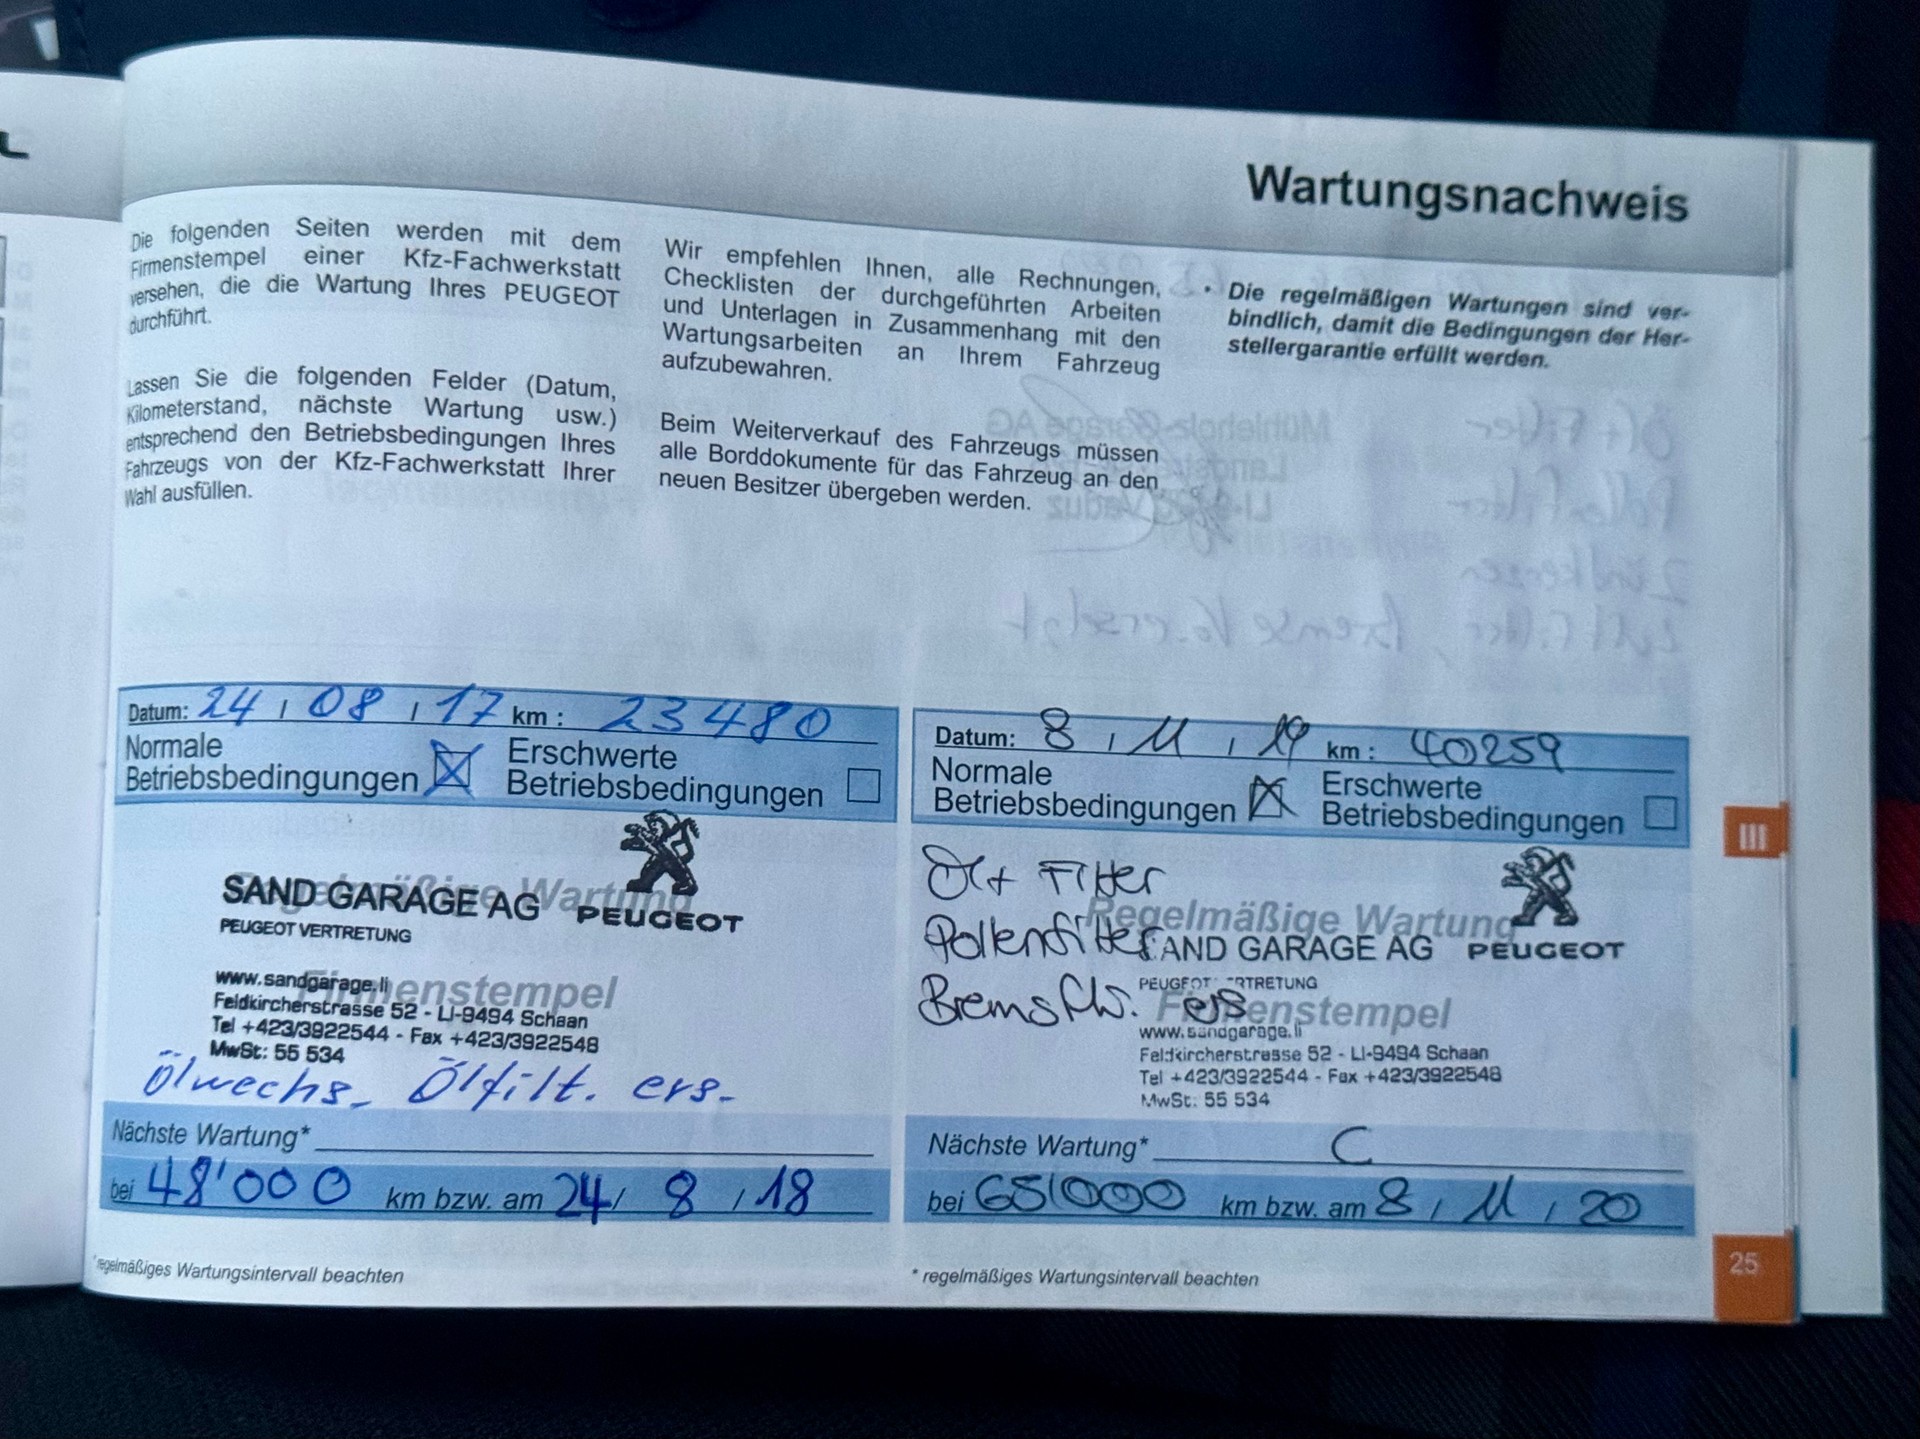 Wartungsnachweis
Die folgenden Seiten werden mit dem
Firmenstempel einer Kfz-Fachwerkstatt
versehen, die die Wartung Ihres PEUGEOT
durchführt.
Lassen Sie die folgenden Felder (Datum,
Kilometerstand, nächste Wartung usw.)
entsprechend den Betriebsbedingungen Ihres
Fahrzeugs von der Kfz-Fachwerkstatt Ihrer
Wahl ausfüllen.
Wir empfehlen Ihnen, alle Rechnungen,
Checklisten der durchgeführten Arbeiten
und Unterlagen in Zusammenhang mit den
Wartungsarbeiten an Ihrem Fahrzeug
aufzubewahren.
Beim Weiterverkauf des Fahrzeugs müssen
alle Borddokumente für das Fahrzeug an den
neuen Besitzer übergeben werden.
• Die regelmäßigen Wartungen sind ver-
bindlich, damit die Bedingungen der Her-
stellergarantie erfüllt werden.
Datum: 24 / 08 / 17 km : 23480
Normale
Betriebsbedingungen
Erschwerte
Betriebsbedingungen
Regelmäßige Wartung
SAND GARAGE AG PEUGEOT
PEUGEOT VERTRETUNG
Firmenstempel
www.sandgarage.li
Feldkircherstrasse 52 - LI-9494 Schaan
Tel +423/3922544 - Fax +423/3922548
MwSt: 55 534
Ölwechs. Ölfilt. ers.
Nächste Wartung*
bei 48'000 km bzw. am 24 / 8 / 18
* regelmäßiges Wartungsintervall beachten
Datum: 8 / 11 / 19 km : 40259
Normale
Betriebsbedingungen
Erschwerte
Betriebsbedingungen
Öl+ Filter
Regelmäßige Wartung
Pollenfilter
SAND GARAGE AG PEUGEOT
PEUGEOT VERTRETUNG
Bremsflü. ers
Firmenstempel
www.sandgarage.li
Feldkircherstrasse 52 - LI-9494 Schaan
Tel +423/3922544 - Fax +423/3922548
MwSt: 55 534
Nächste Wartung* C
bei 65'000 km bzw. am 8 / 11 / 20
* regelmäßiges Wartungsintervall beachten
III
25